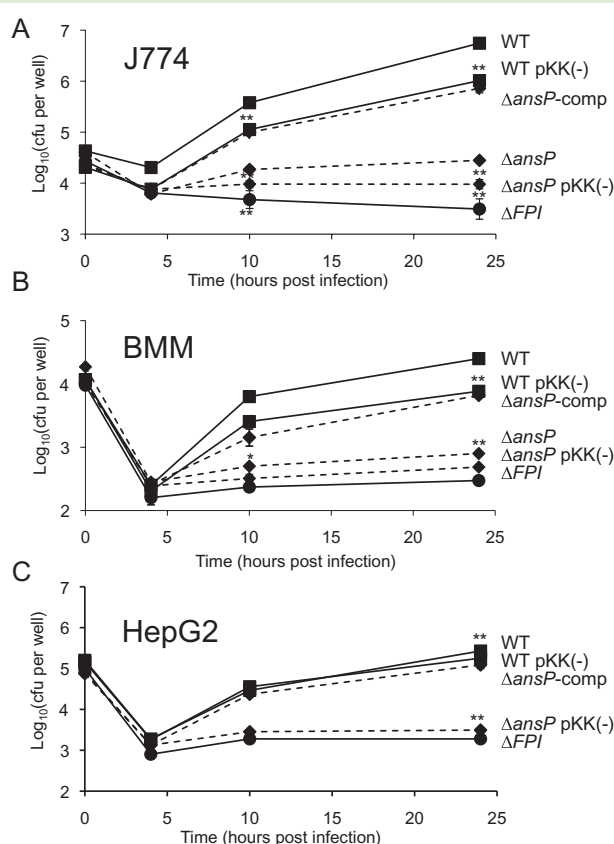 A
J774
Log10(cfu per well)
7
6
5
4
3
0
5
10
15
20
25
Time (hours post infection)
WT
WT pKK(-)
ΔansP-comp
ΔansP
ΔansP pKK(-)
ΔFPI
**
**
**
**
**
**
B
BMM
Log10(cfu per well)
5
4
3
2
0
5
10
15
20
25
Time (hours post infection)
WT
WT pKK(-)
ΔansP-comp
ΔansP
ΔansP pKK(-)
ΔFPI
**
*
**
C
HepG2
Log10(cfu per well)
7
6
5
4
3
2
0
5
10
15
20
25
Time (hours post infection)
WT
WT pKK(-)
ΔansP-comp
ΔansP pKK(-)
ΔFPI
**
**